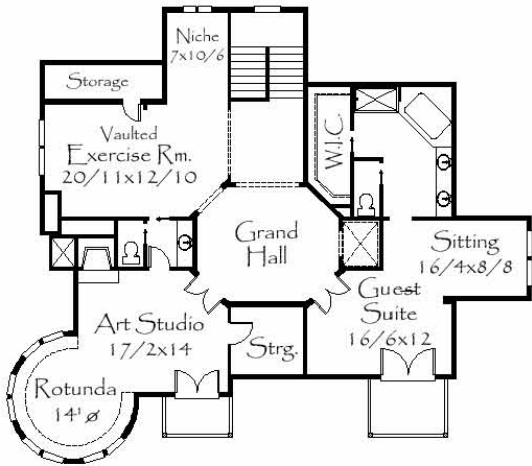 Niche
7x10/6
Storage
Vaulted
Exercise Rm.
20/11x12/10
W.I.C.
Grand
Hall
Sitting
16/4x8/8
Guest
Suite
16/6x12
Art Studio
17/2x14
Strg.
Rotunda
14' ⌀